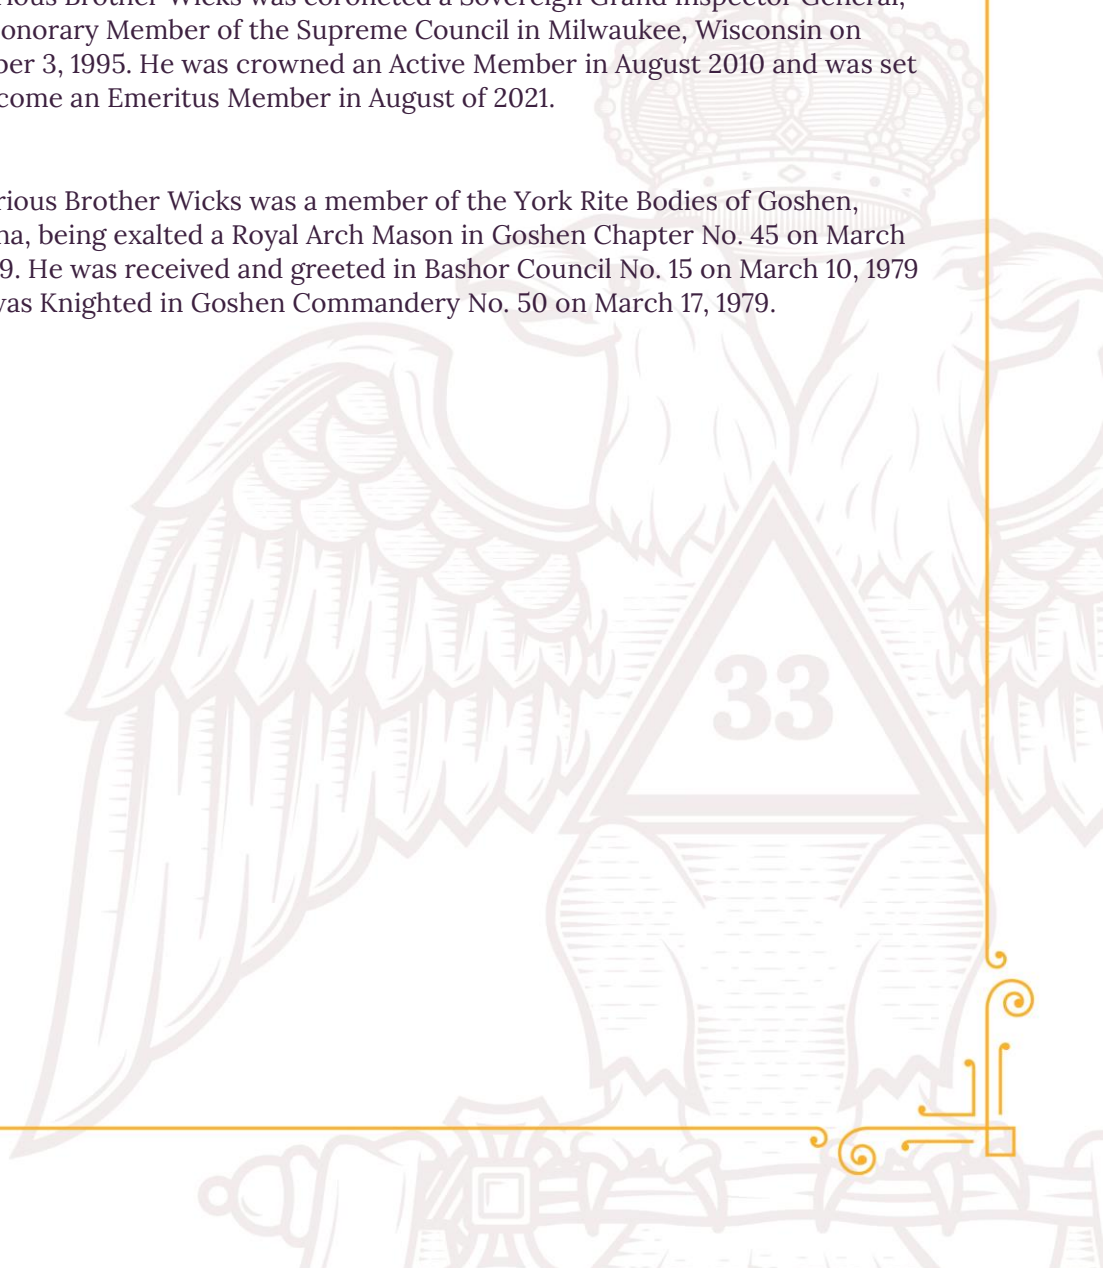 rious Brother Wicks was coroneted a Sovereign Grand Inspector General,
onorary Member of the Supreme Council in Milwaukee, Wisconsin on
ber 3, 1995. He was crowned an Active Member in August 2010 and was set
come an Emeritus Member in August of 2021.
rious Brother Wicks was a member of the York Rite Bodies of Goshen,
na, being exalted a Royal Arch Mason in Goshen Chapter No. 45 on March
9. He was received and greeted in Bashor Council No. 15 on March 10, 1979
was Knighted in Goshen Commandery No. 50 on March 17, 1979.
33